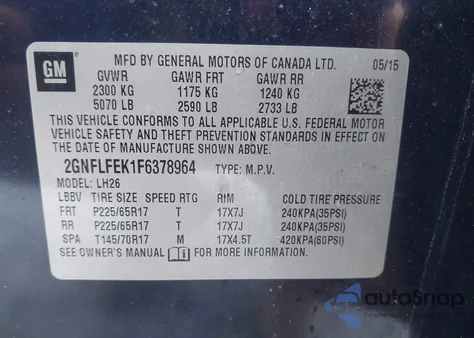 GM
MFD BY GENERAL MOTORS OF CANADA LTD. 05/15
GVWR GAWR FRT GAWR RR
2300 KG 1175 KG 1240 KG
5070 LB 2590 LB 2733 LB
THIS VEHICLE CONFORMS TO ALL APPLICABLE U.S. FEDERAL MOTOR
VEHICLE SAFETY AND THEFT PREVENTION STANDARDS IN EFFECT ON
THE DATE OF MANUFACTURE SHOWN ABOVE.
2GNFLFEK1F6378964 TYPE: M.P.V.
MODEL: LH26
LBBV TIRE SIZE SPEED RTG RIM COLD TIRE PRESSURE
FRT P225/65R17 T 17X7J 240KPA(35PSI)
RR P225/65R17 T 17X7J 240KPA(35PSI)
SPA T145/70R17 M 17X4.5T 420KPA(60PSI)
SEE OWNER'S MANUAL FOR MORE INFORMATION
autoSnap